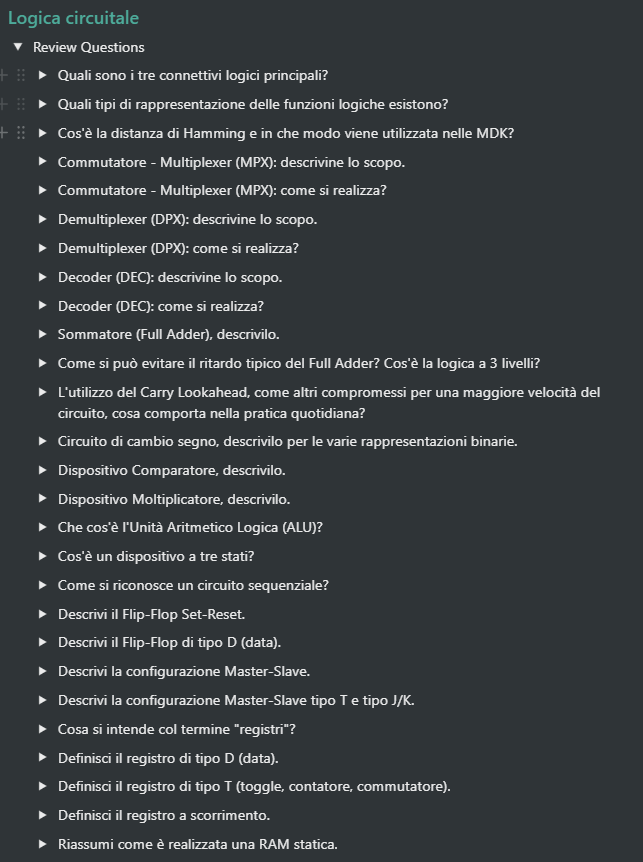 Logica circuitale
Review Questions
Quali sono i tre connettivi logici principali?
Quali tipi di rappresentazione delle funzioni logiche esistono?
Cos'è la distanza di Hamming e in che modo viene utilizzata nelle MDK?
Commutatore - Multiplexer (MPX): descrivine lo scopo.
Commutatore - Multiplexer (MPX): come si realizza?
Demultiplexer (DPX): descrivine lo scopo.
Demultiplexer (DPX): come si realizza?
Decoder (DEC): descrivine lo scopo.
Decoder (DEC): come si realizza?
Sommatore (Full Adder), descrivilo.
Come si può evitare il ritardo tipico del Full Adder? Cos'è la logica a 3 livelli?
L'utilizzo del Carry Lookahead, come altri compromessi per una maggiore velocità del
circuito, cosa comporta nella pratica quotidiana?
Circuito di cambio segno, descrivilo per le varie rappresentazioni binarie.
Dispositivo Comparatore, descrivilo.
Dispositivo Moltiplicatore, descrivilo.
Che cos'è l'Unità Aritmetico Logica (ALU)?
Cos'è un dispositivo a tre stati?
Come si riconosce un circuito sequenziale?
Descrivi il Flip-Flop Set-Reset.
Descrivi il Flip-Flop di tipo D (data).
Descrivi la configurazione Master-Slave.
Descrivi la configurazione Master-Slave tipo T e tipo J/K.
Cosa si intende col termine "registri"?
Definisci il registro di tipo D (data).
Definisci il registro di tipo T (toggle, contatore, commutatore).
Definisci il registro a scorrimento.
Riassumi come è realizzata una RAM statica.